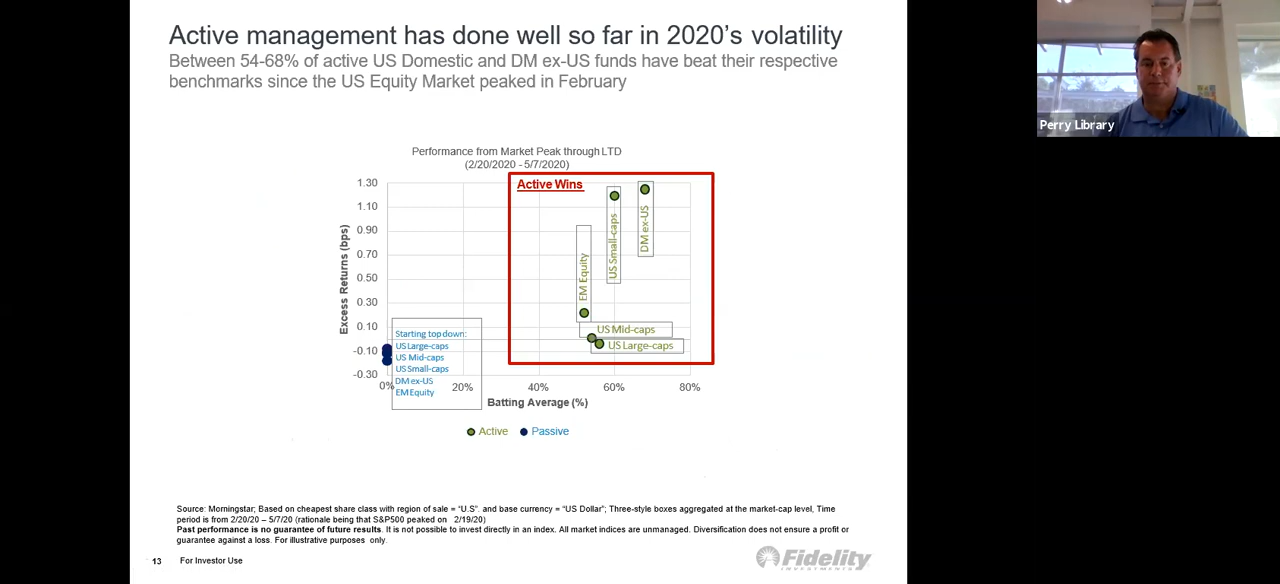 Active management has done well so far in 2020's volatility
Between 54-68% of active US Domestic and DM ex-US funds have beat their respective
benchmarks since the US Equity Market peaked in February
Perry Library
Performance from Market Peak through LTD
(2/20/2020 - 5/7/2020)
Active Wins
1.30
1.10
0.90
0.70
0.50
0.30
0.10
-0.10
-0.30
Excess Returns (bps)
EM Equity
US Small-caps
DM ex-US
US Mid-caps
US Large-caps
Starting top down:
US Large-caps
US Mid-caps
US Small-caps
DM ex-US
EM Equity
0%
20%
40%
60%
80%
Batting Average (%)
Active
Passive
Source: Morningstar; Based on cheapest share class with region of sale = "U.S". and base currency = "US Dollar"; Three-style boxes aggregated at the market-cap level, Time
period is from 2/20/20 – 5/7/20 (rationale being that S&P500 peaked on 2/19/20)
Past performance is no guarantee of future results. It is not possible to invest directly in an index. All market indices are unmanaged. Diversification does not ensure a profit or
guarantee against a loss. For illustrative purposes only.
13
For Investor Use
Fidelity
INVESTMENTS